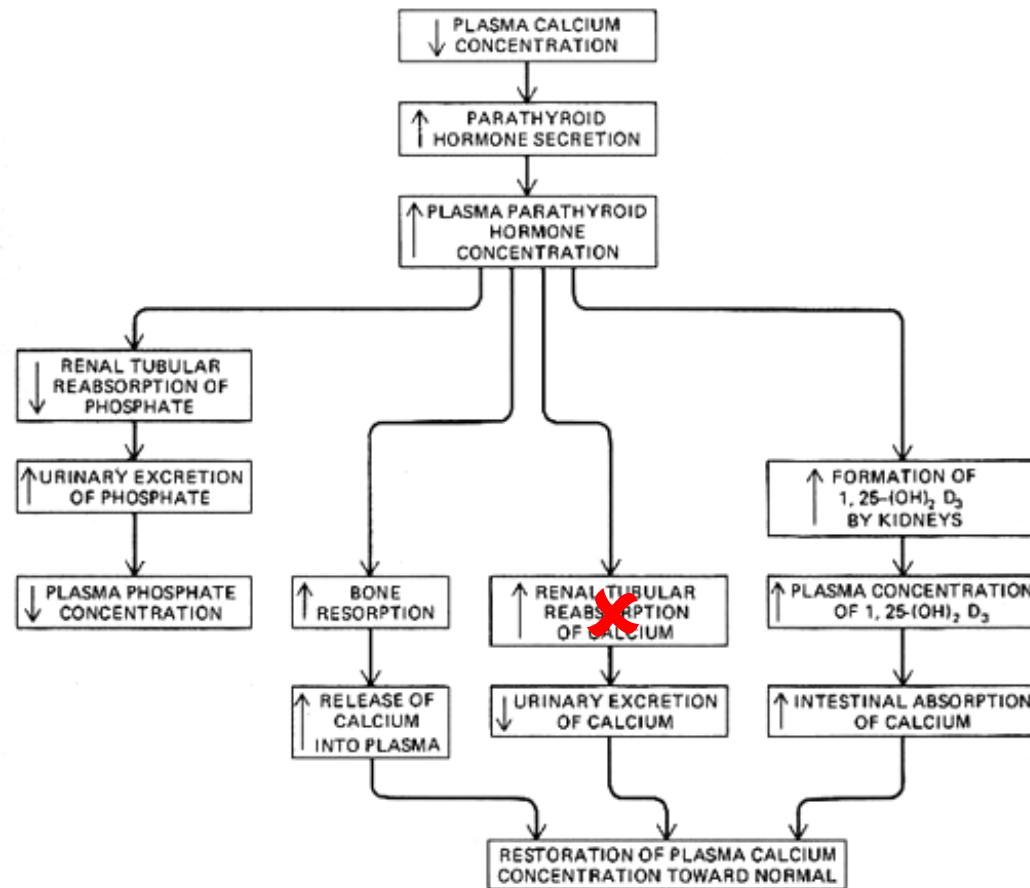 ↓ PLASMA CALCIUM
CONCENTRATION
↑ PARATHYROID
HORMONE SECRETION
↑ PLASMA PARATHYROID
HORMONE
CONCENTRATION
↓ RENAL TUBULAR
REABSORPTION OF
PHOSPHATE
↑ URINARY EXCRETION
OF PHOSPHATE
↓ PLASMA PHOSPHATE
CONCENTRATION
↑ BONE
RESORPTION
↑ RELEASE OF
CALCIUM
INTO PLASMA
↑ RENAL TUBULAR
REABSORPTION
OF CALCIUM
↓ URINARY EXCRETION
OF CALCIUM
↑ FORMATION OF
1, 25-(OH)₂ D₃
BY KIDNEYS
↑ PLASMA CONCENTRATION
OF 1, 25-(OH)₂ D₃
↑ INTESTINAL ABSORPTION
OF CALCIUM
RESTORATION OF PLASMA CALCIUM
CONCENTRATION TOWARD NORMAL